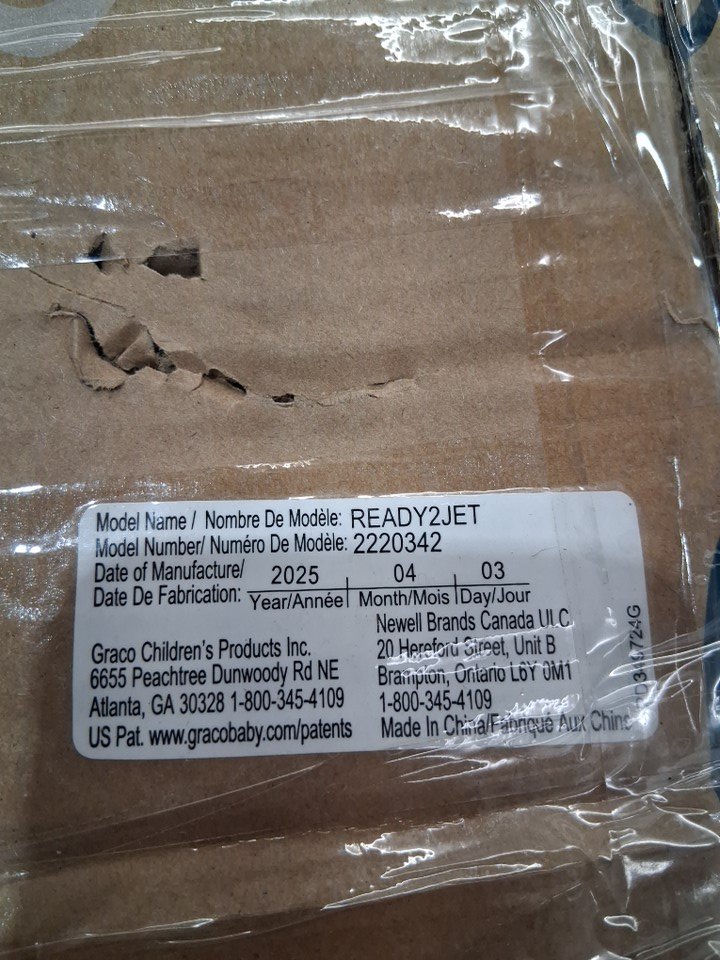 Model Name / Nombre De Modèle: READY2JET
Model Number/ Numéro De Modèle: 2220342
Date of Manufacture/ 2025 04 03
Date De Fabrication: Year/Année Month/Mois Day/Jour
Graco Children's Products Inc.
6655 Peachtree Dunwoody Rd NE
Atlanta, GA 30328 1-800-345-4109
US Pat. www.gracobaby.com/patents
Newell Brands Canada ULC
20 Hereford Street, Unit B
Brampton, Ontario L6Y 0M1
1-800-345-4109
Made In China/Fabriqué Aux Chine